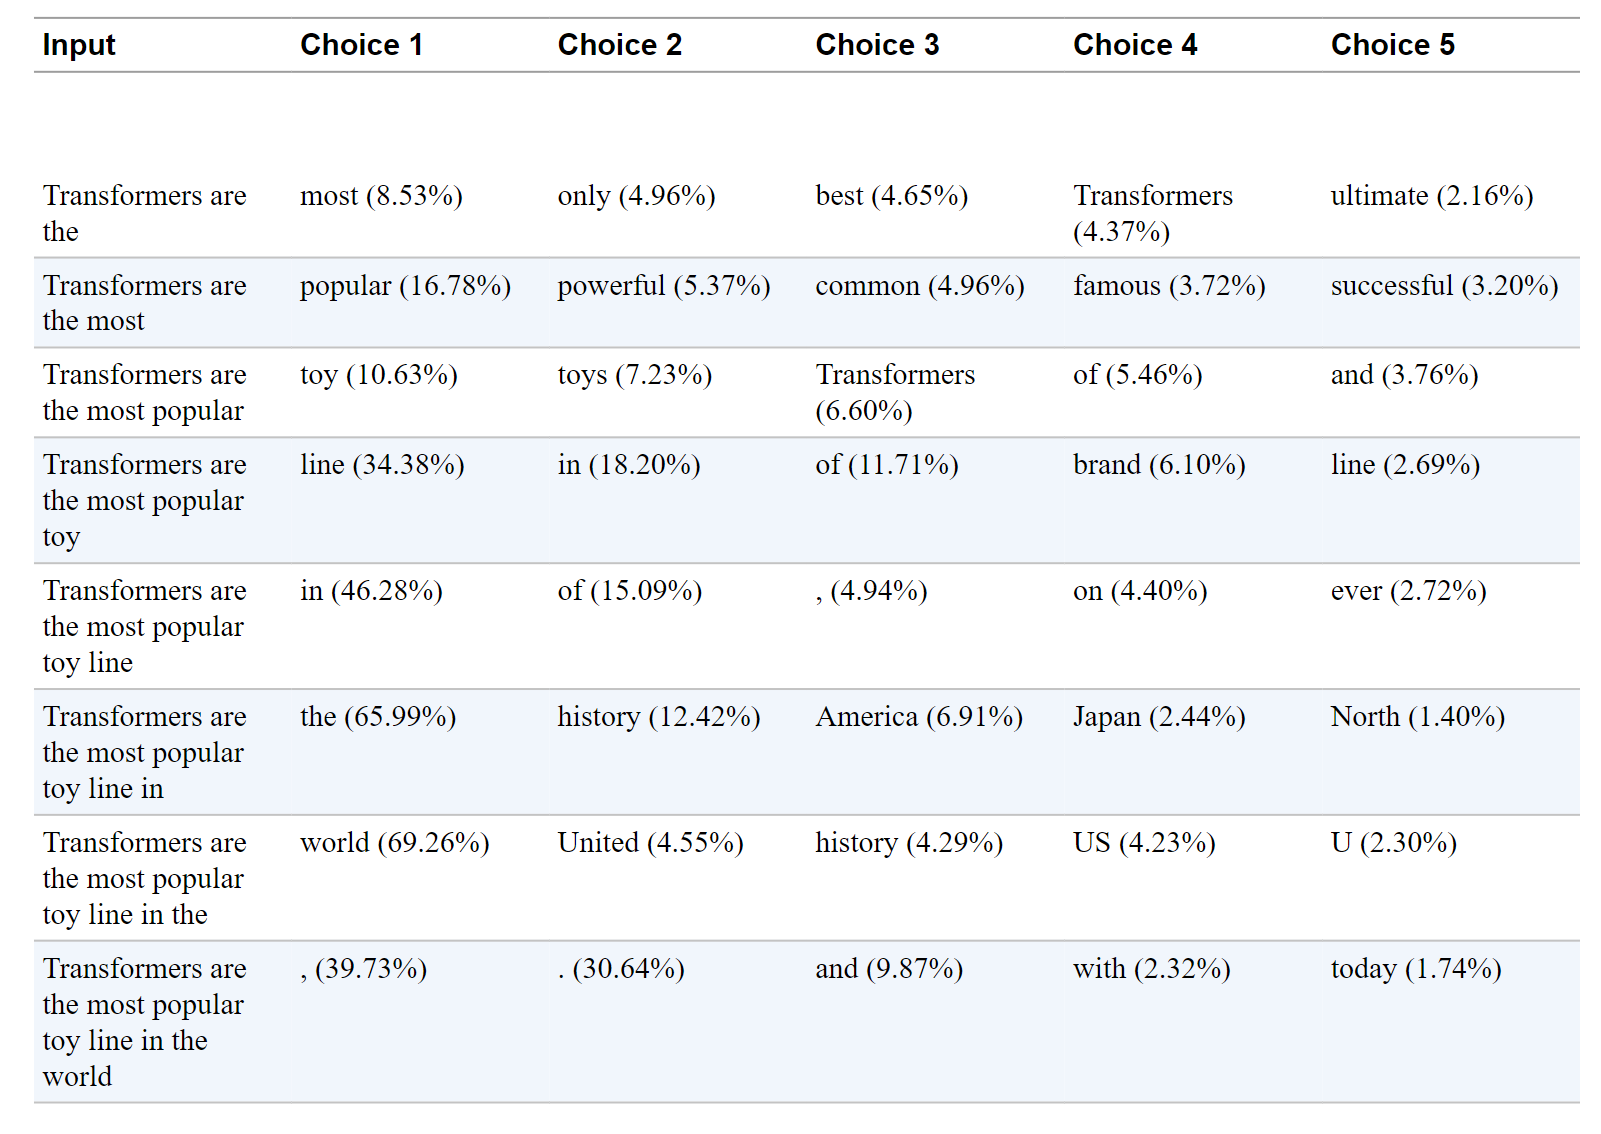 Input Choice 1 Choice 2 Choice 3 Choice 4 Choice 5
Transformers are most (8.53%) only (4.96%) best (4.65%) Transformers ultimate (2.16%)
the (4.37%)
Transformers are popular (16.78%) powerful (5.37%) common (4.96%) famous (3.72%) successful (3.20%)
the most
Transformers are toy (10.63%) toys (7.23%) Transformers of (5.46%) and (3.76%)
the most popular (6.60%)
Transformers are line (34.38%) in (18.20%) of (11.71%) brand (6.10%) line (2.69%)
the most popular
toy
Transformers are in (46.28%) of (15.09%) , (4.94%) on (4.40%) ever (2.72%)
the most popular
toy line
Transformers are the (65.99%) history (12.42%) America (6.91%) Japan (2.44%) North (1.40%)
the most popular
toy line in
Transformers are world (69.26%) United (4.55%) history (4.29%) US (4.23%) U (2.30%)
the most popular
toy line in the
Transformers are , (39.73%) . (30.64%) and (9.87%) with (2.32%) today (1.74%)
the most popular
toy line in the
world